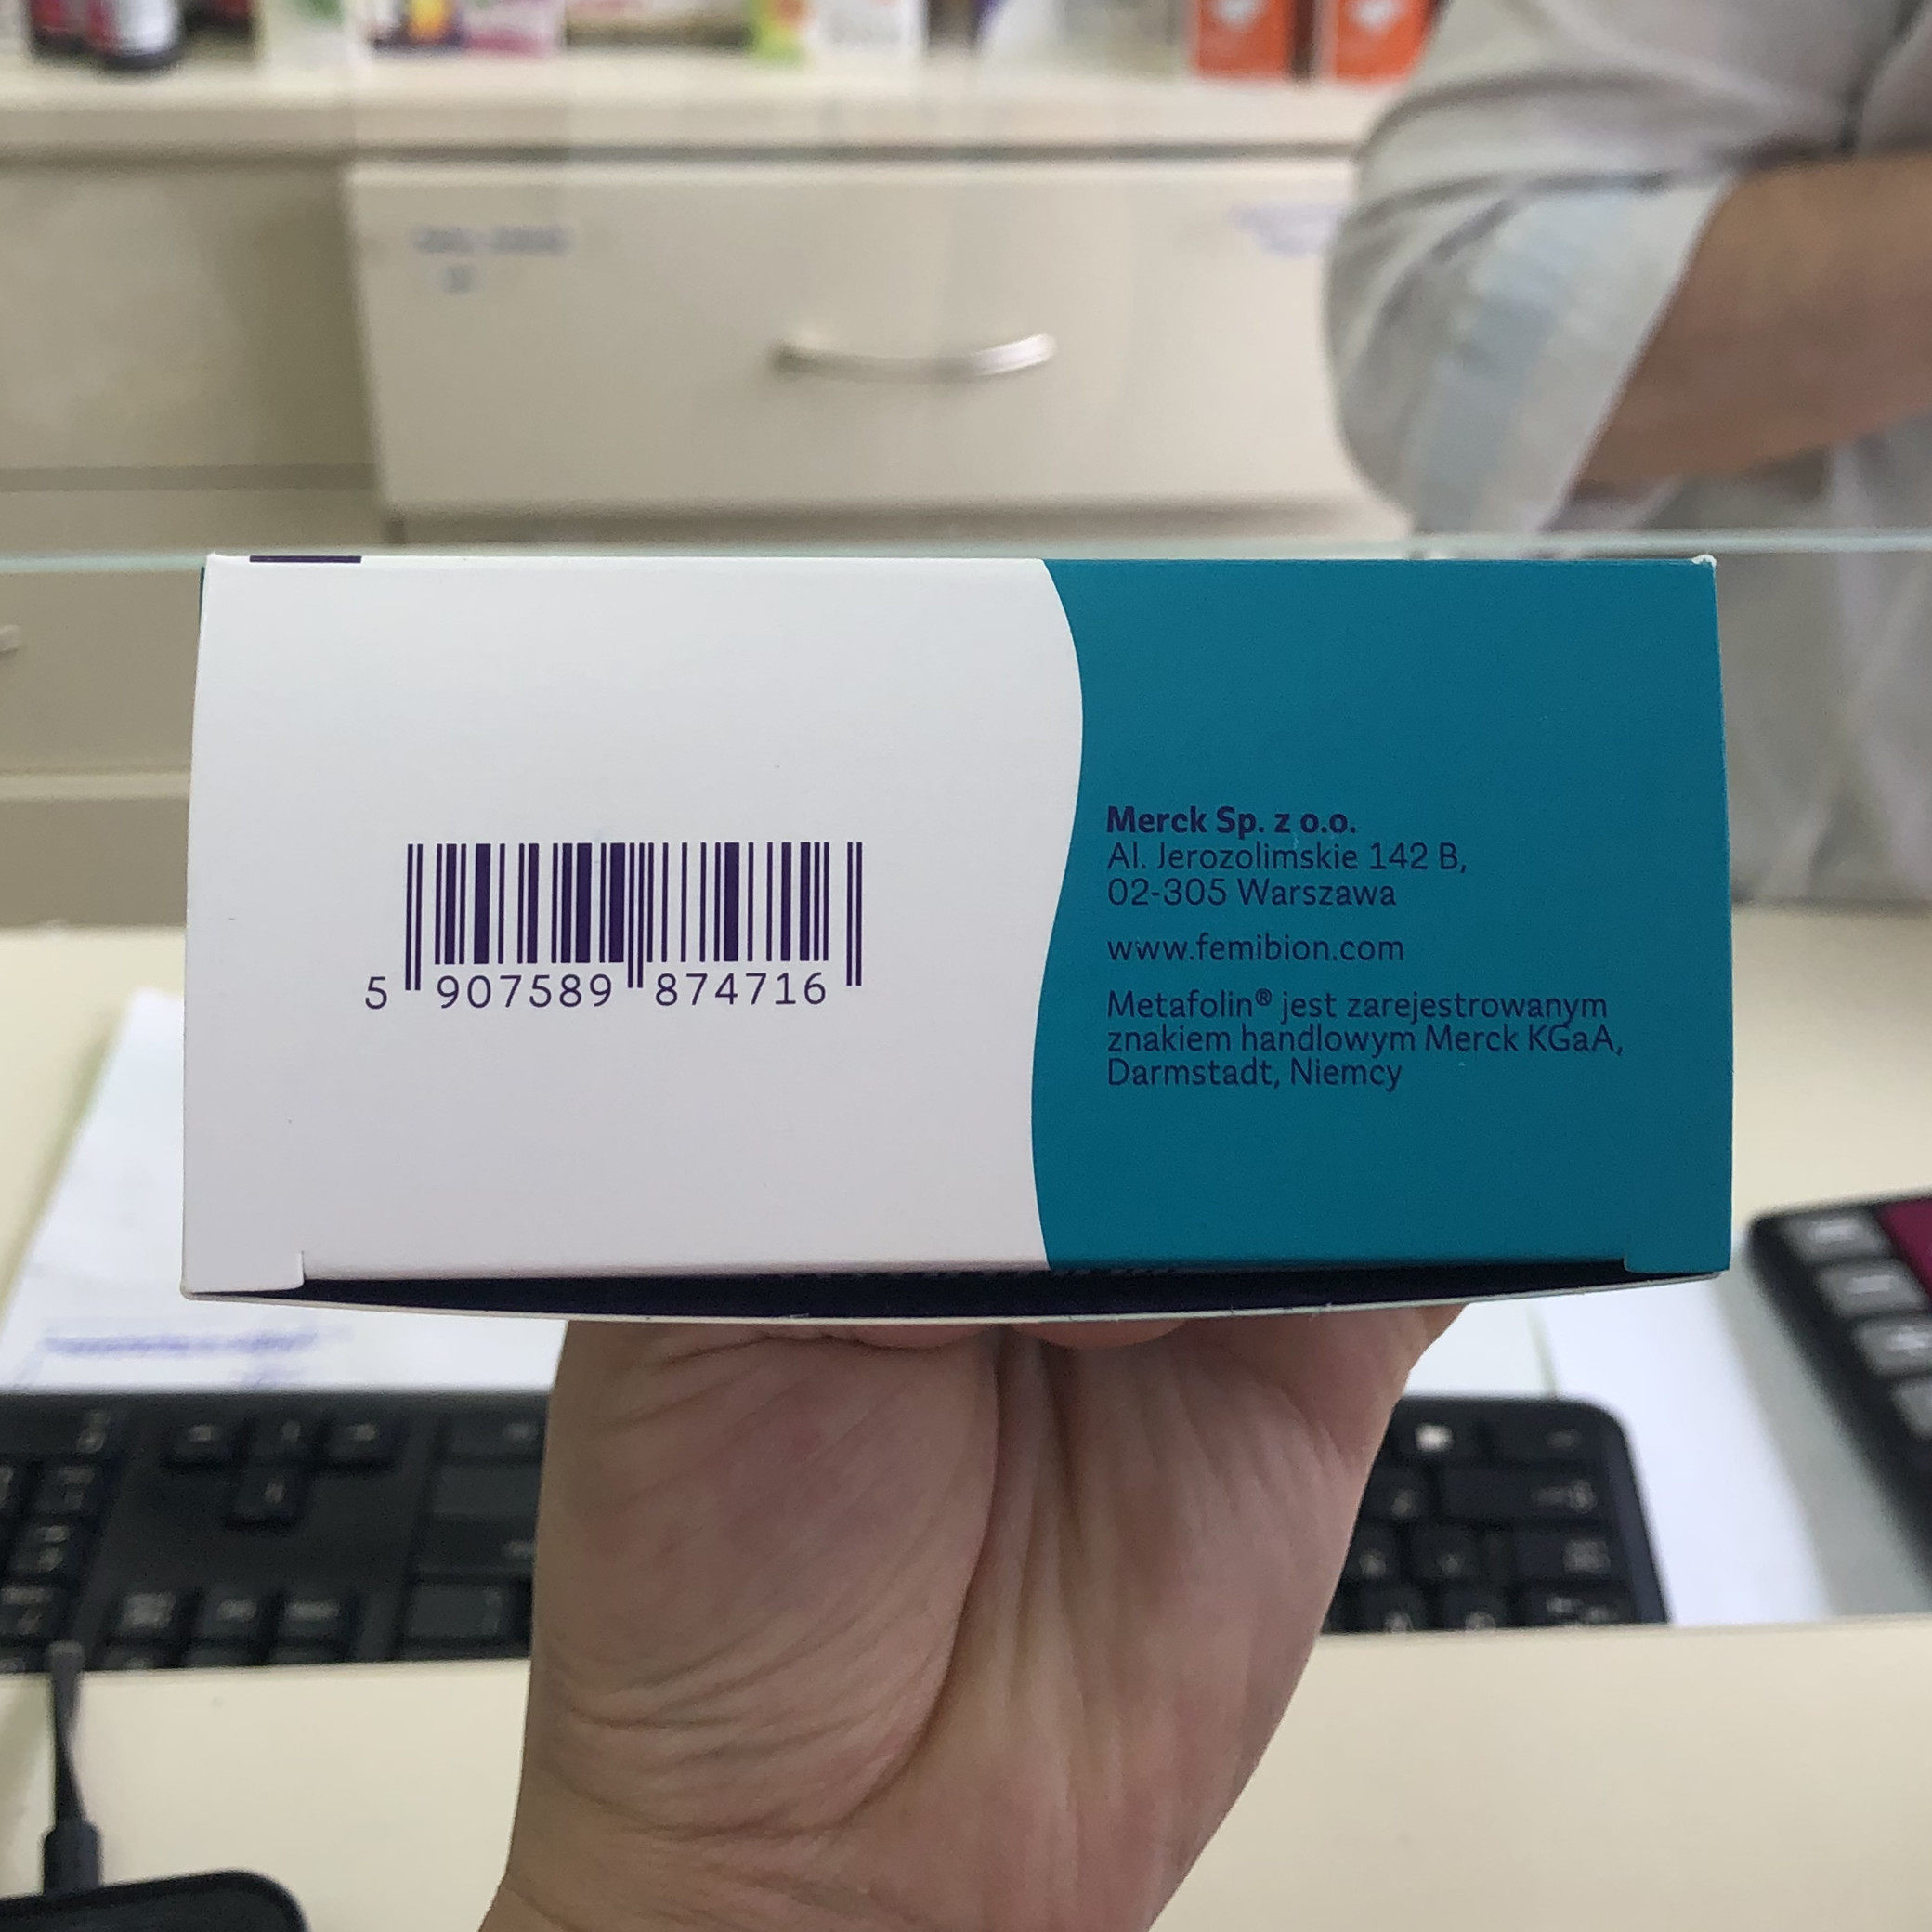 5 907589 874716
Merck Sp. z o.o.
Al. Jerozolimskie 142 B,
02-305 Warszawa
www.femibion.com
Metafolin® jest zarejestrowanym
znakiem handlowym Merck KGaA,
Darmstadt, Niemcy